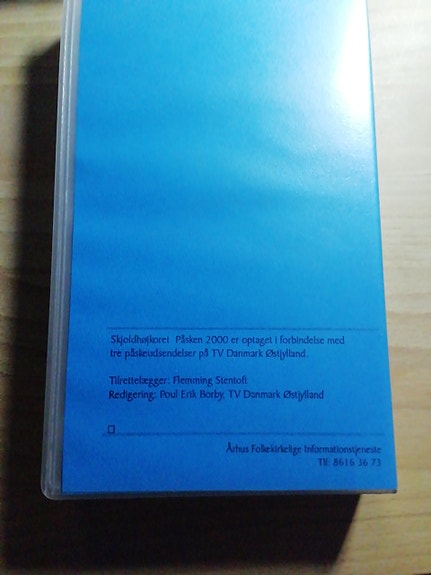 Skjoldhøjkoret Påsken 2000 er optaget i forbindelse med
tre påskeudsendelser på TV Danmark Østjylland.
Tilrettelægger: Flemming Stentoft
Redigering: Poul Erik Borby, TV Danmark Østjylland
Århus Folkekirkelige Informationstjeneste
Tlf: 8616 36 73